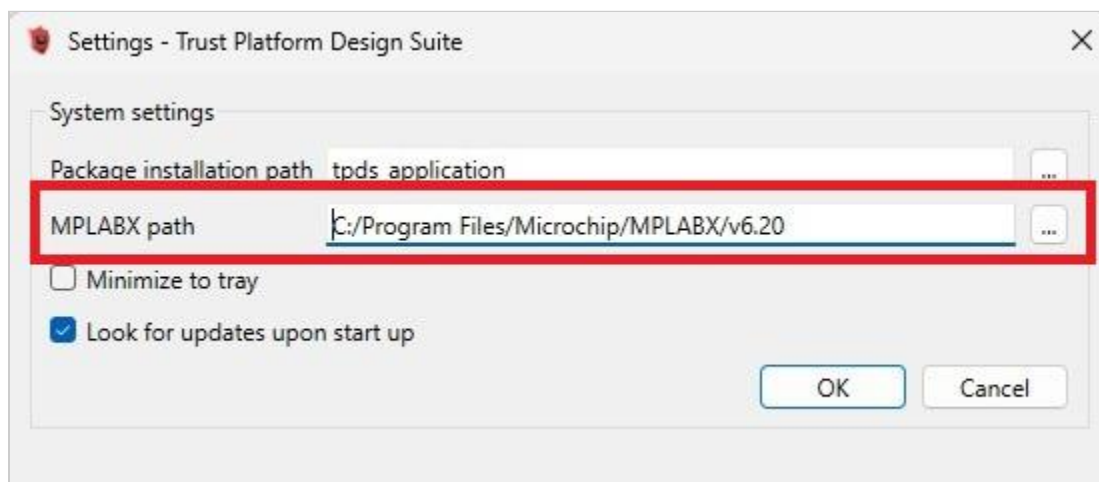 Settings - Trust Platform Design Suite
System settings
Package installation path tpds_application ...
MPLABX path C:/Program Files/Microchip/MPLABX/v6.20 ...
Minimize to tray
Look for updates upon start up
OK Cancel